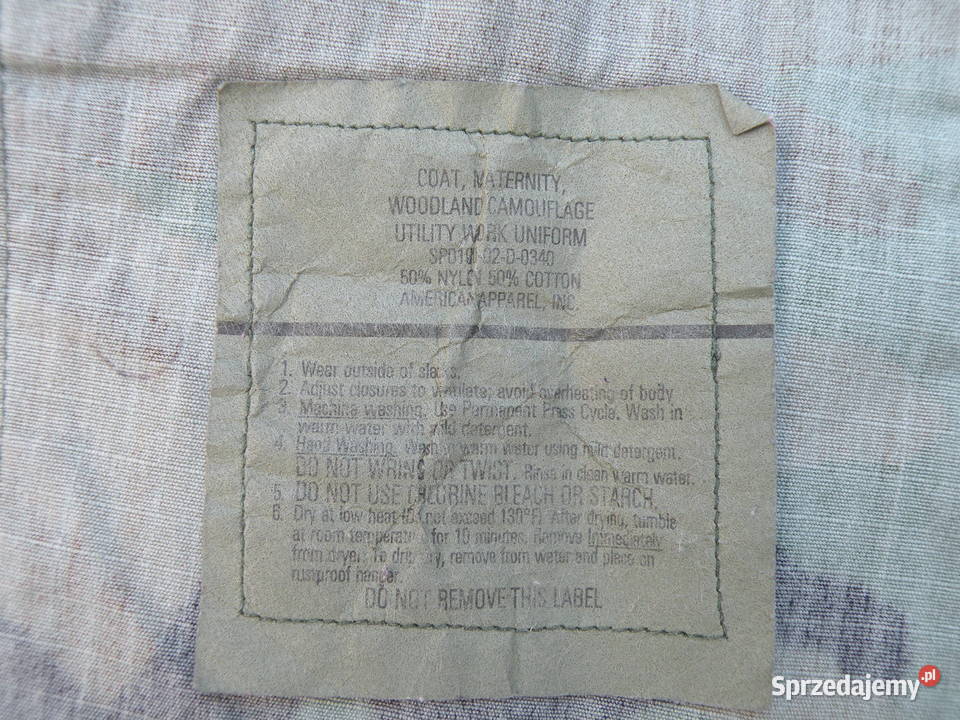 COAT, MATERNITY,
WOODLAND CAMOUFLAGE
UTILITY WORK UNIFORM
SPO100-02-D-0340
50% NYLON 50% COTTON
AMERICAN APPAREL, INC.
1. Wear outside of slacks.
2. Adjust closures to ventilate; avoid overheating of body
3. Machine washing. Use Permanent Press Cycle. Wash in
warm water with mild detergent.
4. Hand Washing. Wash in warm water using mild detergent.
DO NOT WRING OR TWIST. Rinse in clean warm water.
5. DO NOT USE CHLORINE BLEACH OR STARCH.
6. Dry at low heat (Do not exceed 130°F). After drying, tumble
at room temperature for 10 minutes. Remove immediately
from dryer. To drip dry, remove from water and place on
rustproof hanger.
DO NOT REMOVE THIS LABEL
Sprzedajemy.pl